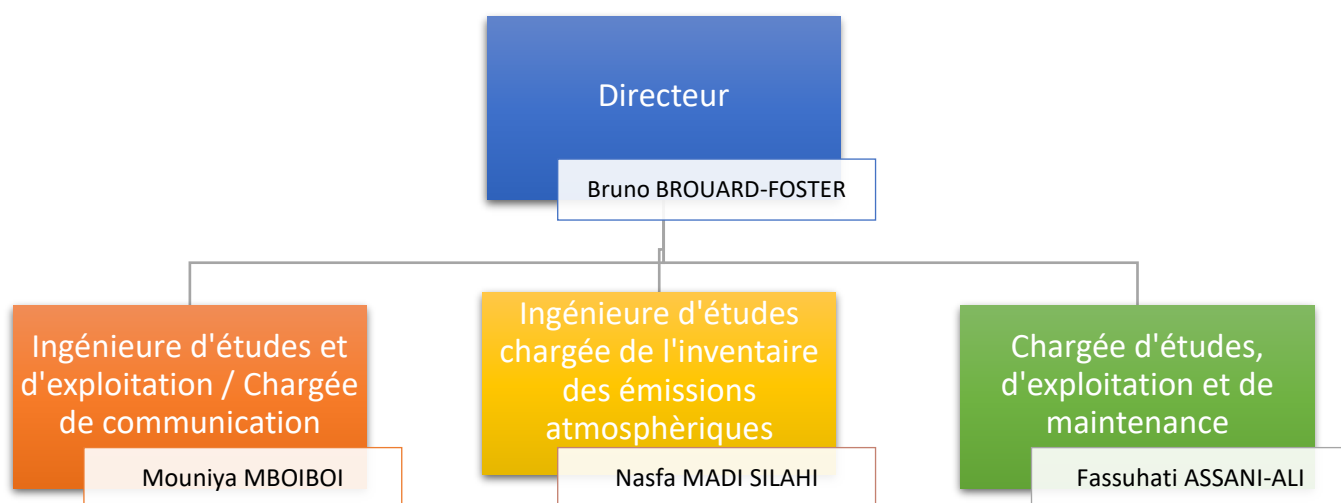 Directeur
Bruno BROUARD-FOSTER
Ingénieure d'études et
d'exploitation / Chargée
de communication
Mouniya MBOIBOI
Ingénieure d'études
chargée de l'inventaire
des émissions
atmosphèriques
Nasfa MADI SILAHI
Chargée d'études,
d'exploitation et de
maintenance
Fassuhati ASSANI-ALI